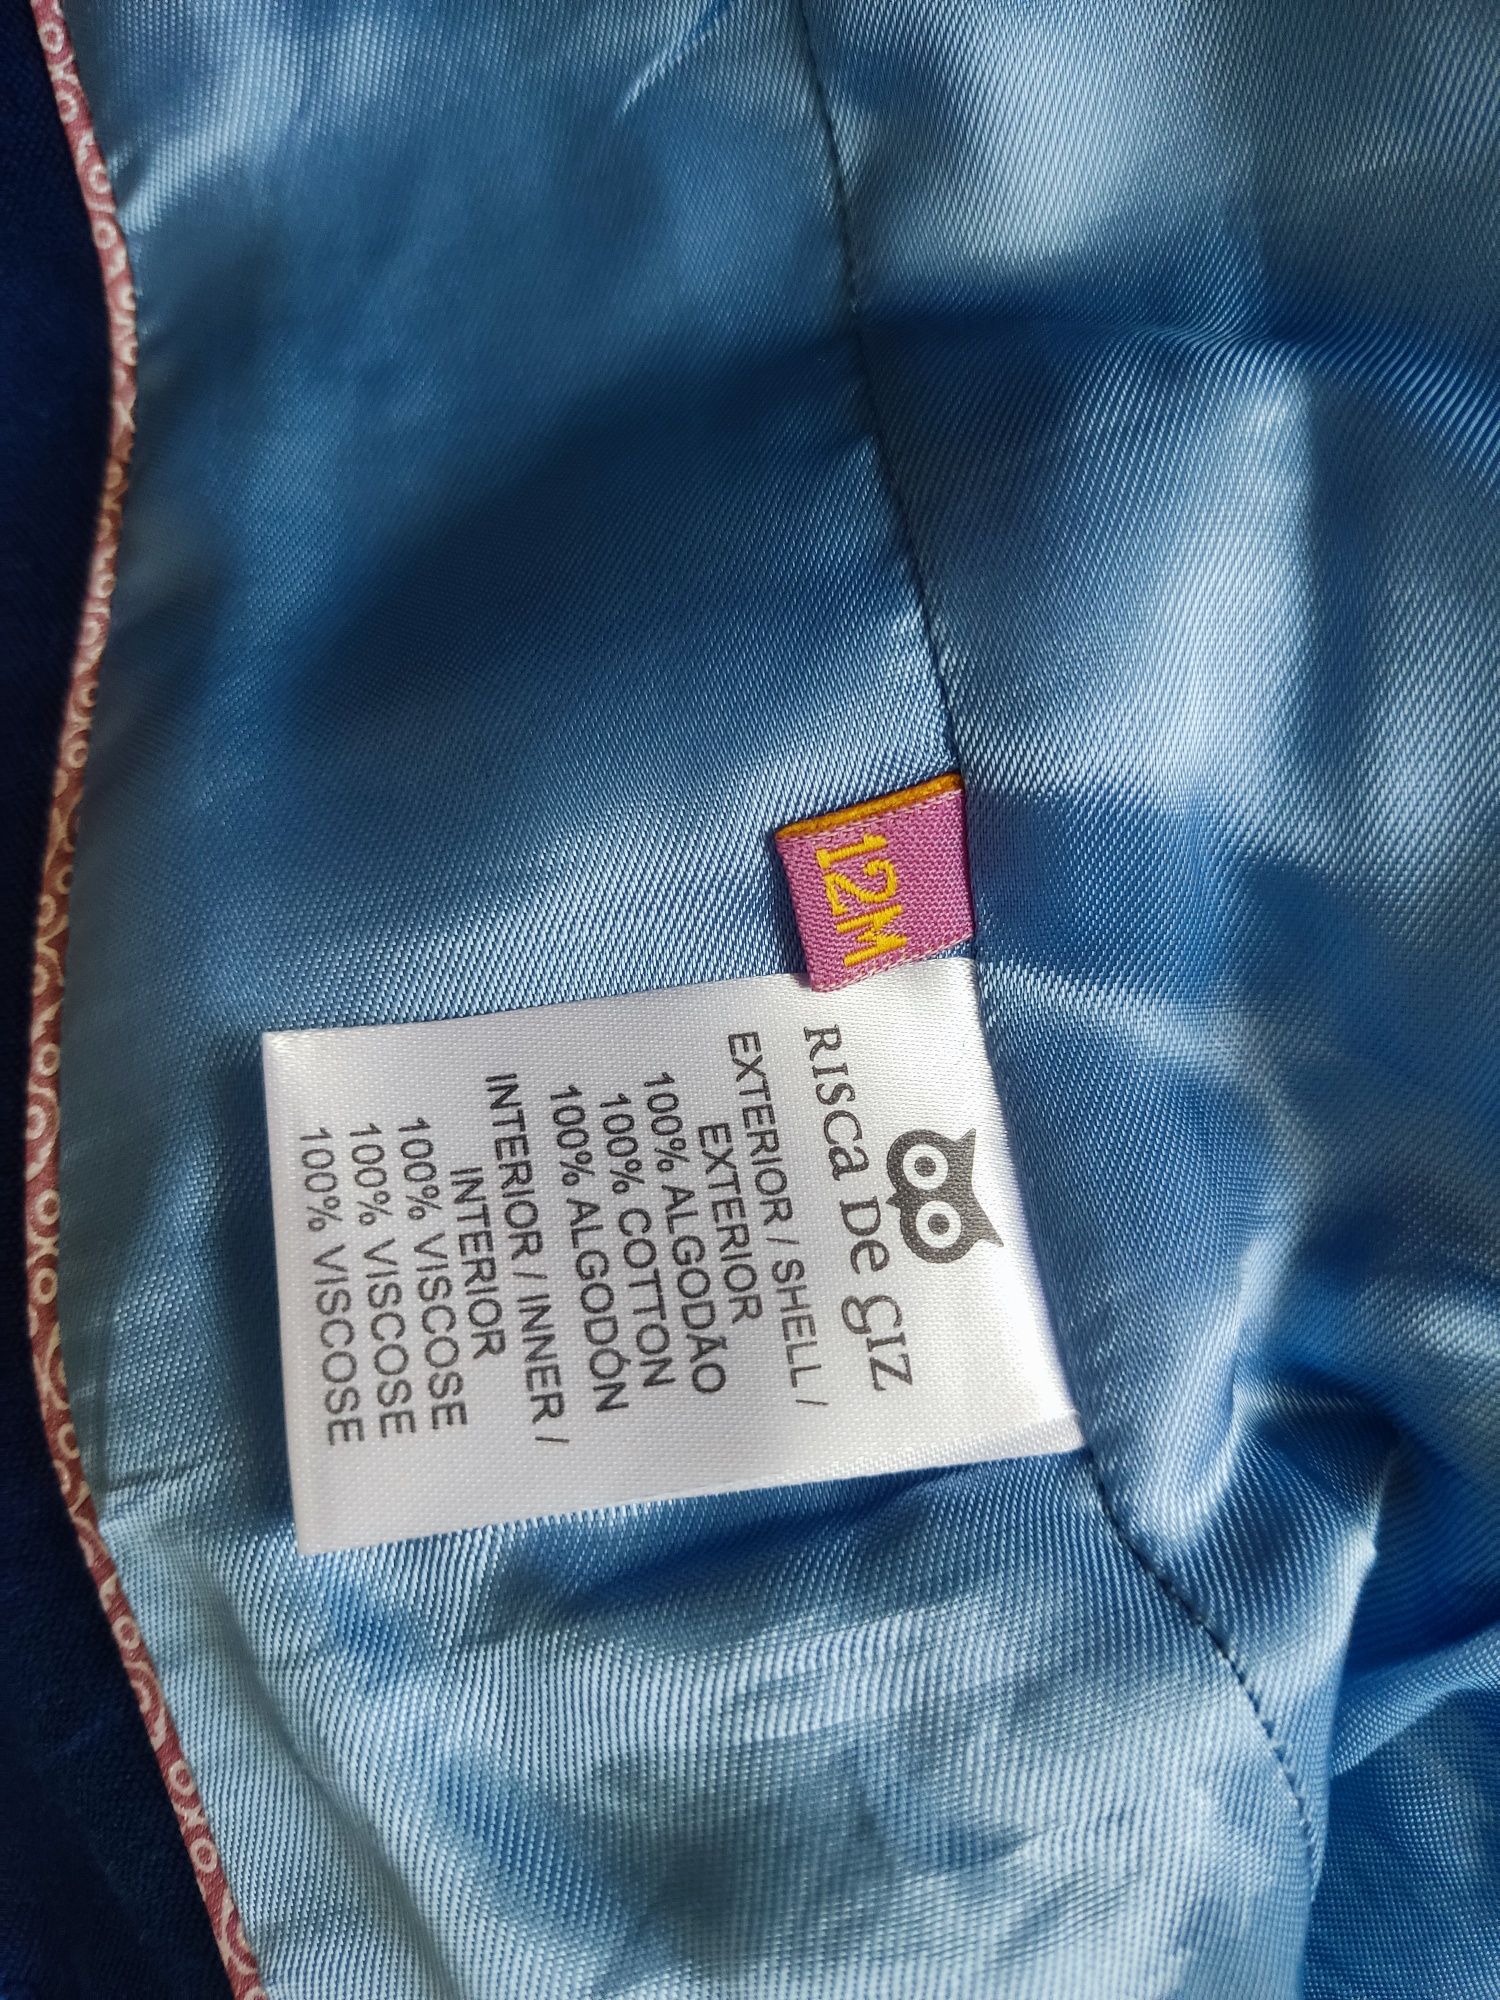 12M
RISCA DE GIZ
EXTERIOR / SHELL /
EXTERIOR
100% ALGODÃO
100% COTTON
100% ALGODÓN
INTERIOR / INNER /
INTERIOR
100% VISCOSE
100% VISCOSE
100% VISCOSE